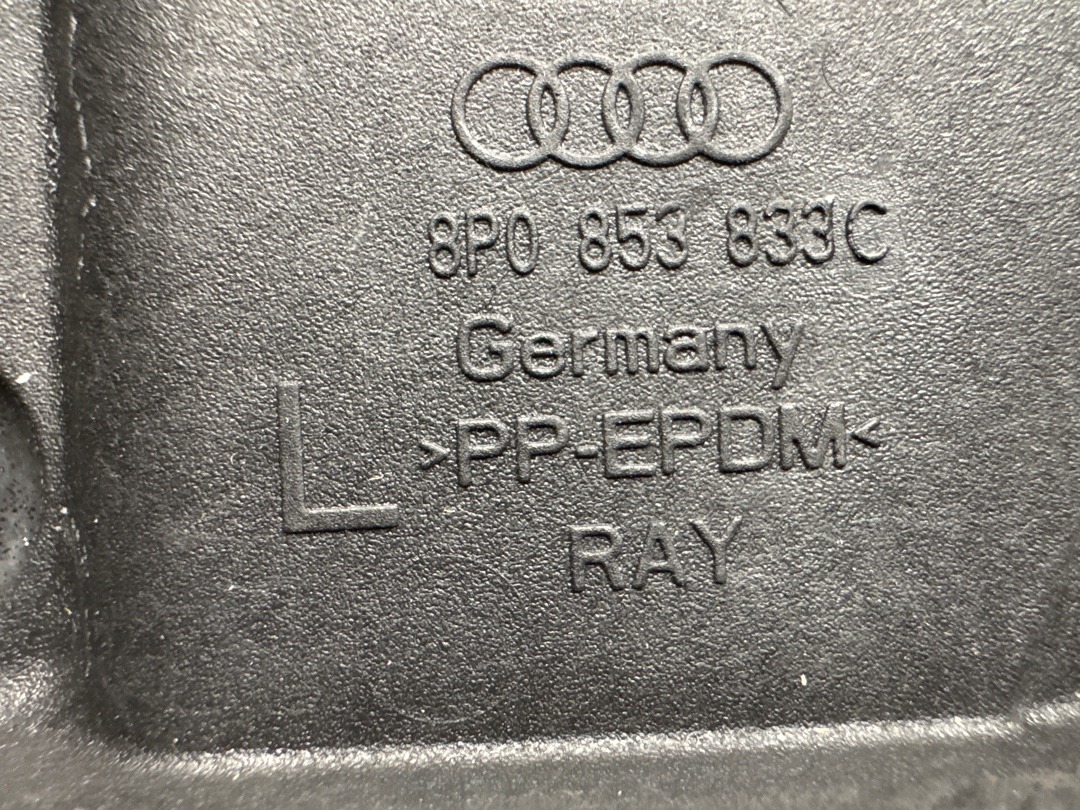 8P0 853 833C
Germany
L
>PP-EPDM<
RAY